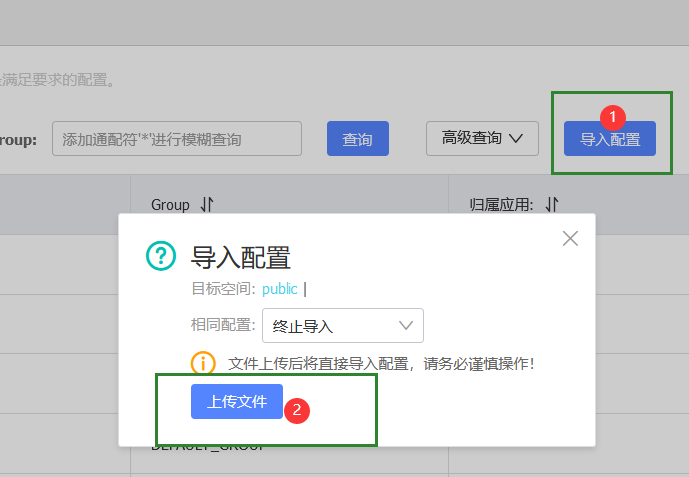 满足要求的配置。
roup: 添加通配符'*'进行模糊查询 查询 高级查询 导入配置
1
Group 归属应用:
导入配置
目标空间: public |
相同配置: 终止导入
文件上传后将直接导入配置，请务必谨慎操作！
上传文件 2
DEFAULT_GROUP